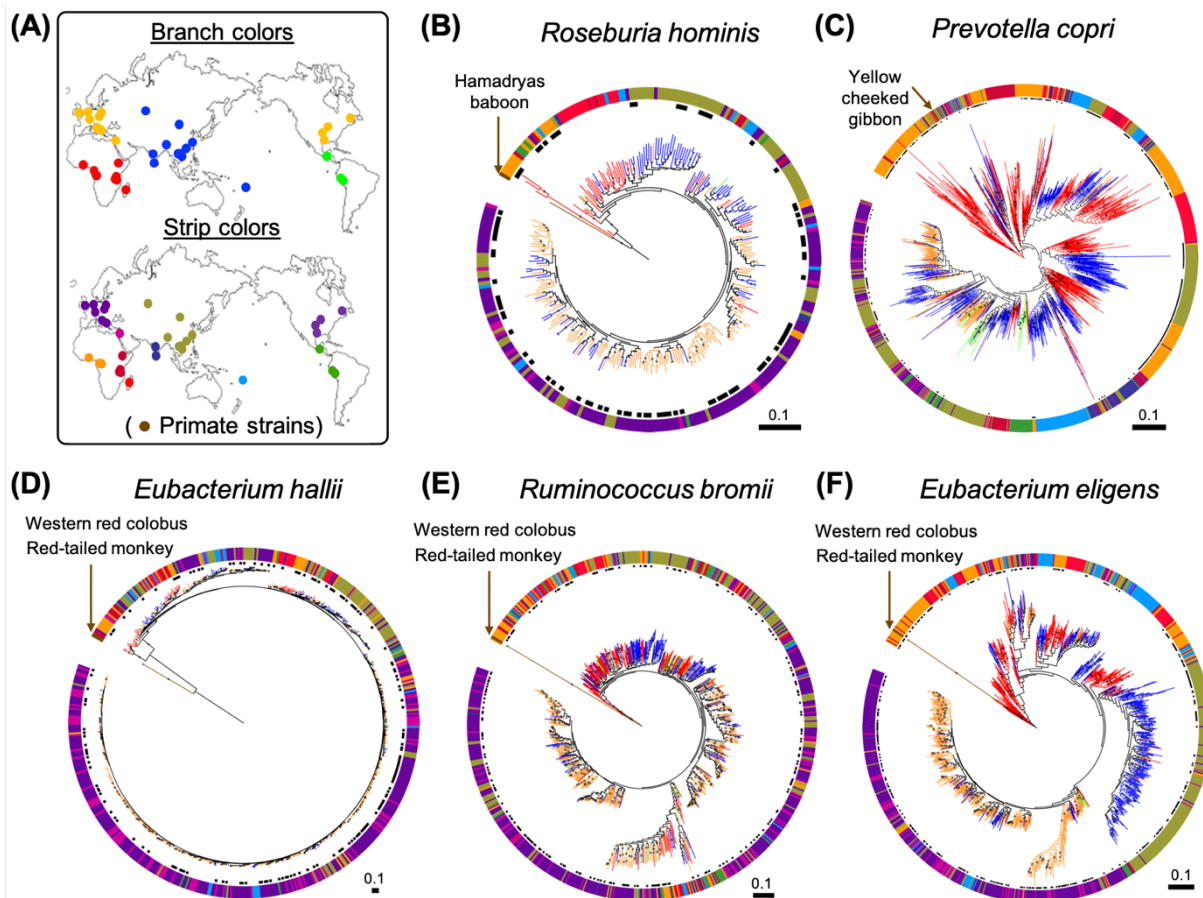 (A)
Branch colors
Strip colors
( Primate strains)
(B)
Roseburia hominis
Hamadryas
baboon
0.1
(C)
Prevotella copri
Yellow
cheeked
gibbon
0.1
(D)
Eubacterium hallii
Western red colobus
Red-tailed monkey
0.1
(E)
Ruminococcus bromii
Western red colobus
Red-tailed monkey
0.1
(F)
Eubacterium eligens
Western red colobus
Red-tailed monkey
0.1